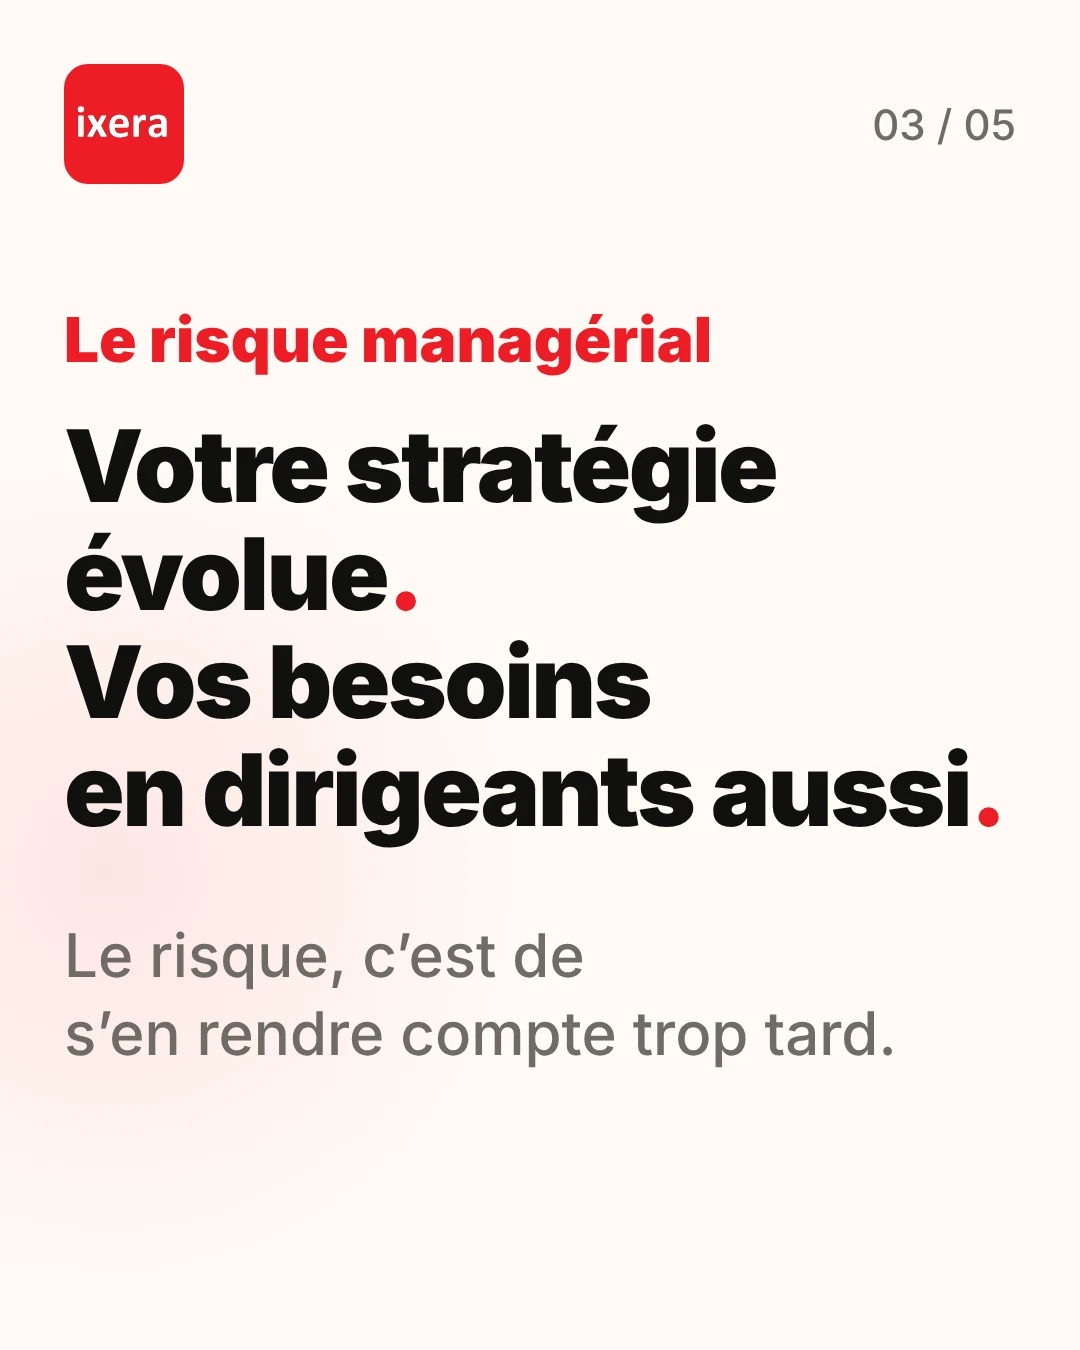 ixera
03 / 05
Le risque managérial
Votre stratégie
évolue.
Vos besoins
en dirigeants aussi.
Le risque, c’est de
s’en rendre compte trop tard.